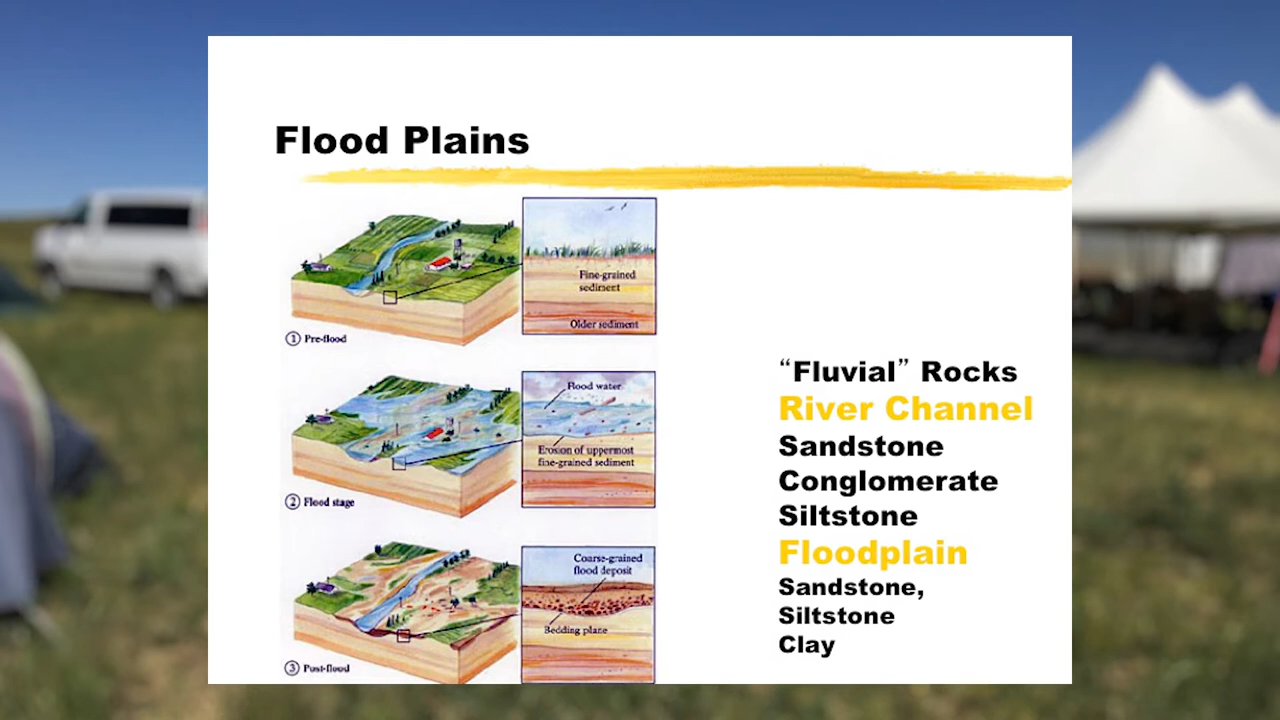 Flood Plains
Fine-grained
sediment
Older sediment
① Pre-flood
Flood water
Erosion of uppermost
fine-grained sediment
② Flood stage
Coarse-grained
flood deposit
Bedding plane
③ Post-flood
“Fluvial” Rocks
River Channel
Sandstone
Conglomerate
Siltstone
Floodplain
Sandstone,
Siltstone
Clay